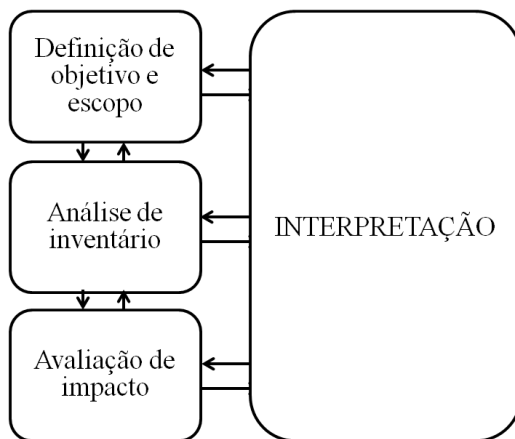 Definição de
objetivo e
escopo
Análise de
inventário
INTERPRETAÇÃO
Avaliação de
impacto